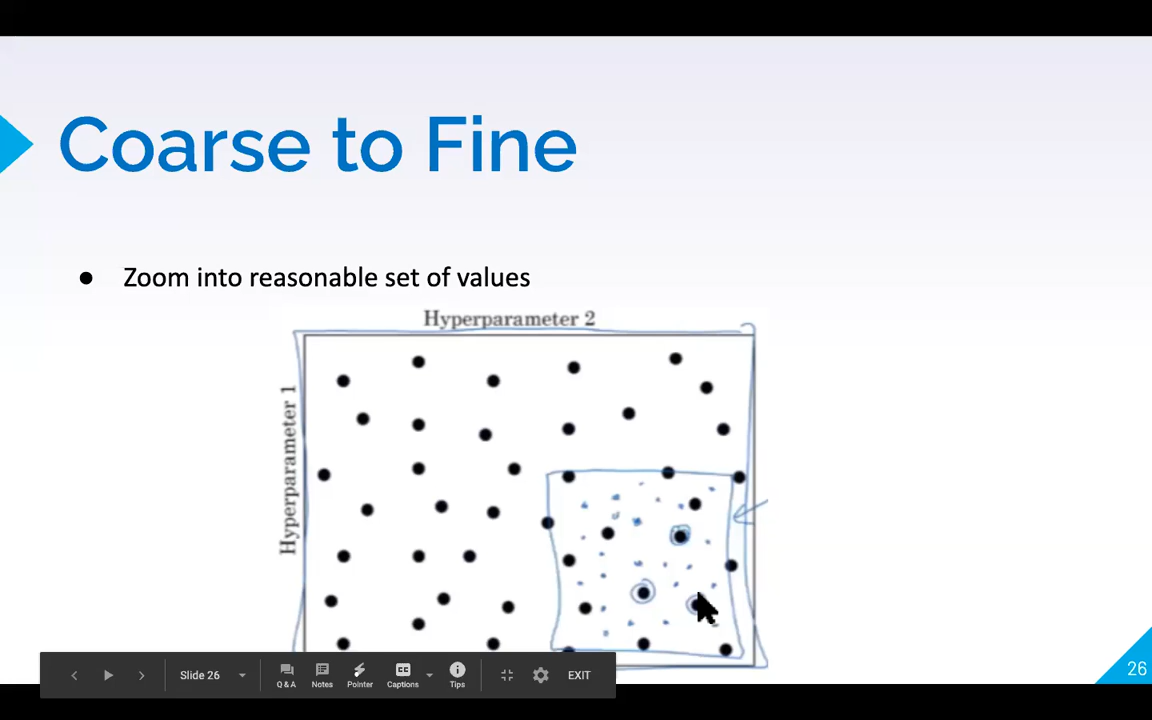 Coarse to Fine
● Zoom into reasonable set of values
Hyperparameter 2
Hyperparameter 1
Slide 26
Q & A
Notes
Pointer
Captions
Tips
EXIT
26